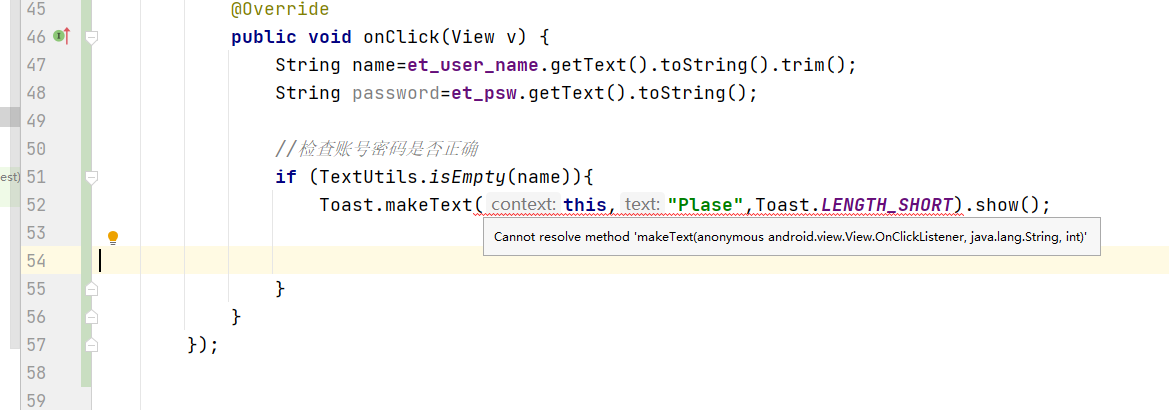 45 @Override
46 public void onClick(View v) {
47 String name=et_user_name.getText().toString().trim();
48 String password=et_psw.getText().toString();
49
50 //检查账号密码是否正确
est) 51 if (TextUtils.isEmpty(name)){
52 Toast.makeText( context: this, text: "Plase",Toast.LENGTH_SHORT).show();
53 Cannot resolve method 'makeText(anonymous android.view.View.OnClickListener, java.lang.String, int)'
54
55 }
56 }
57 });
58
59